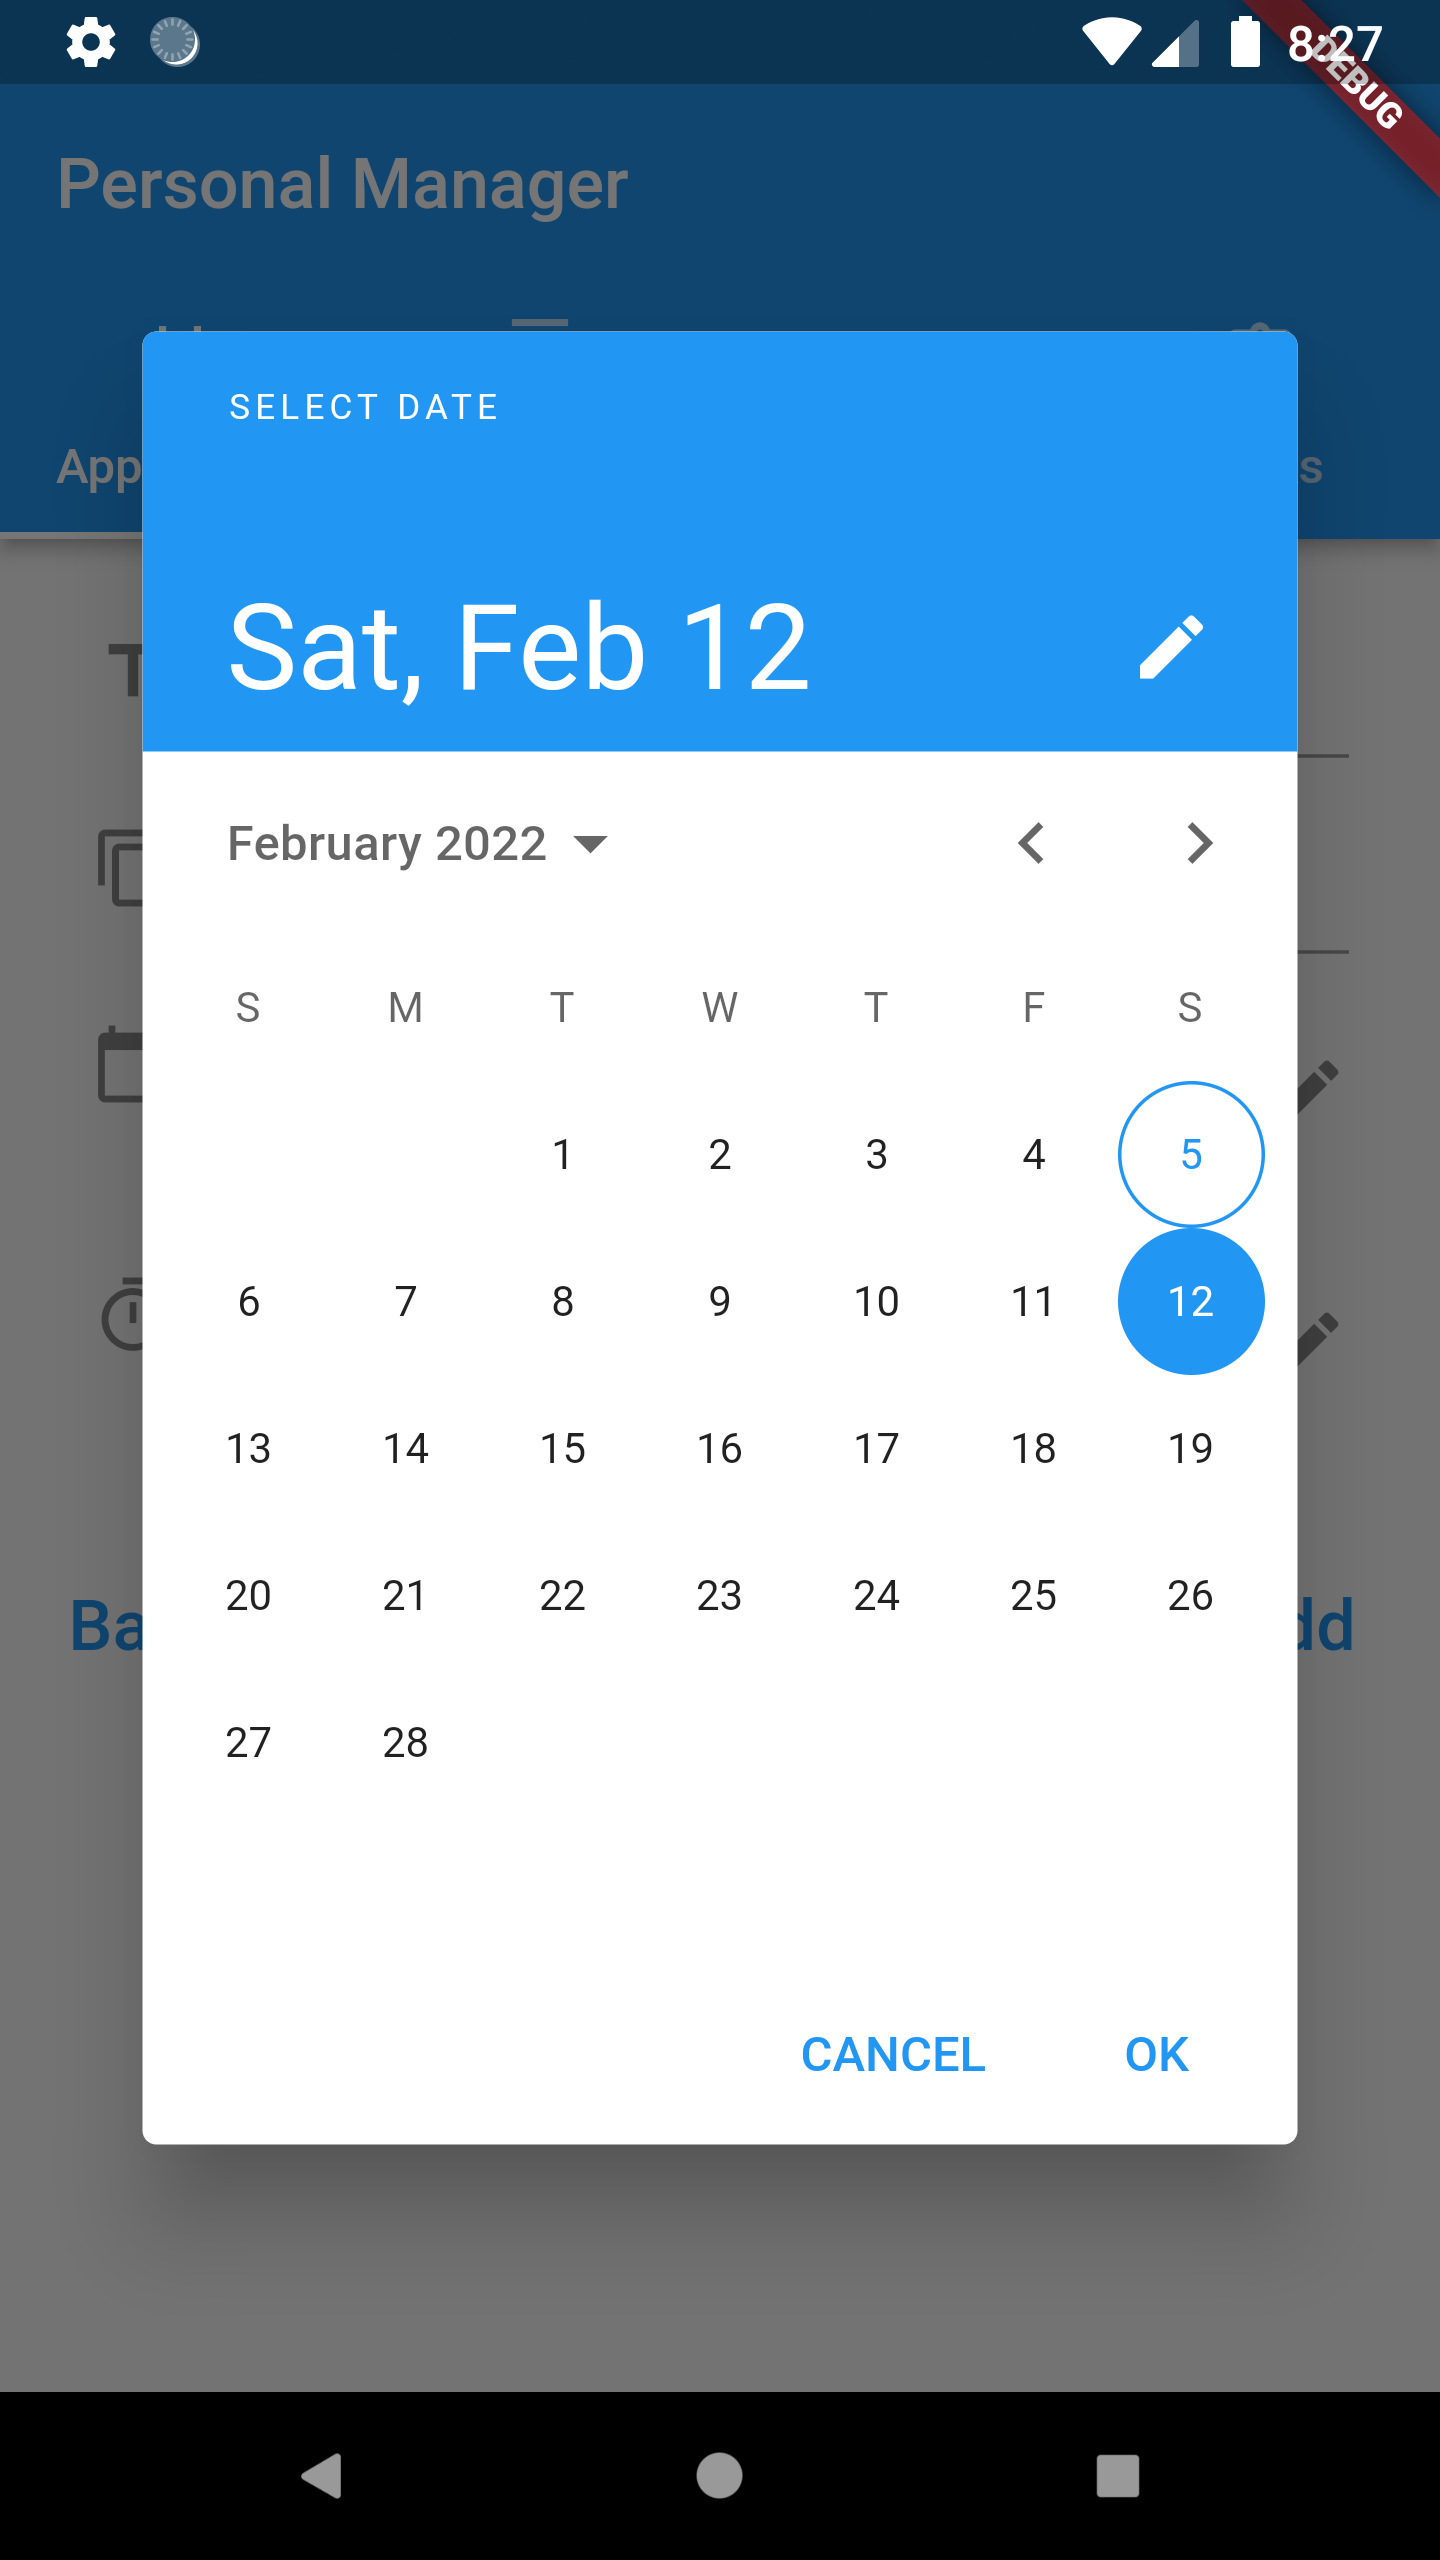 8:27
DEBUG
Personal Manager
SELECT DATE
App
s
Sat, Feb 12
T
February 2022
S M T W T F S
1 2 3 4 5
6 7 8 9 10 11 12
13 14 15 16 17 18 19
20 21 22 23 24 25 26
Ba
dd
27 28
CANCEL OK